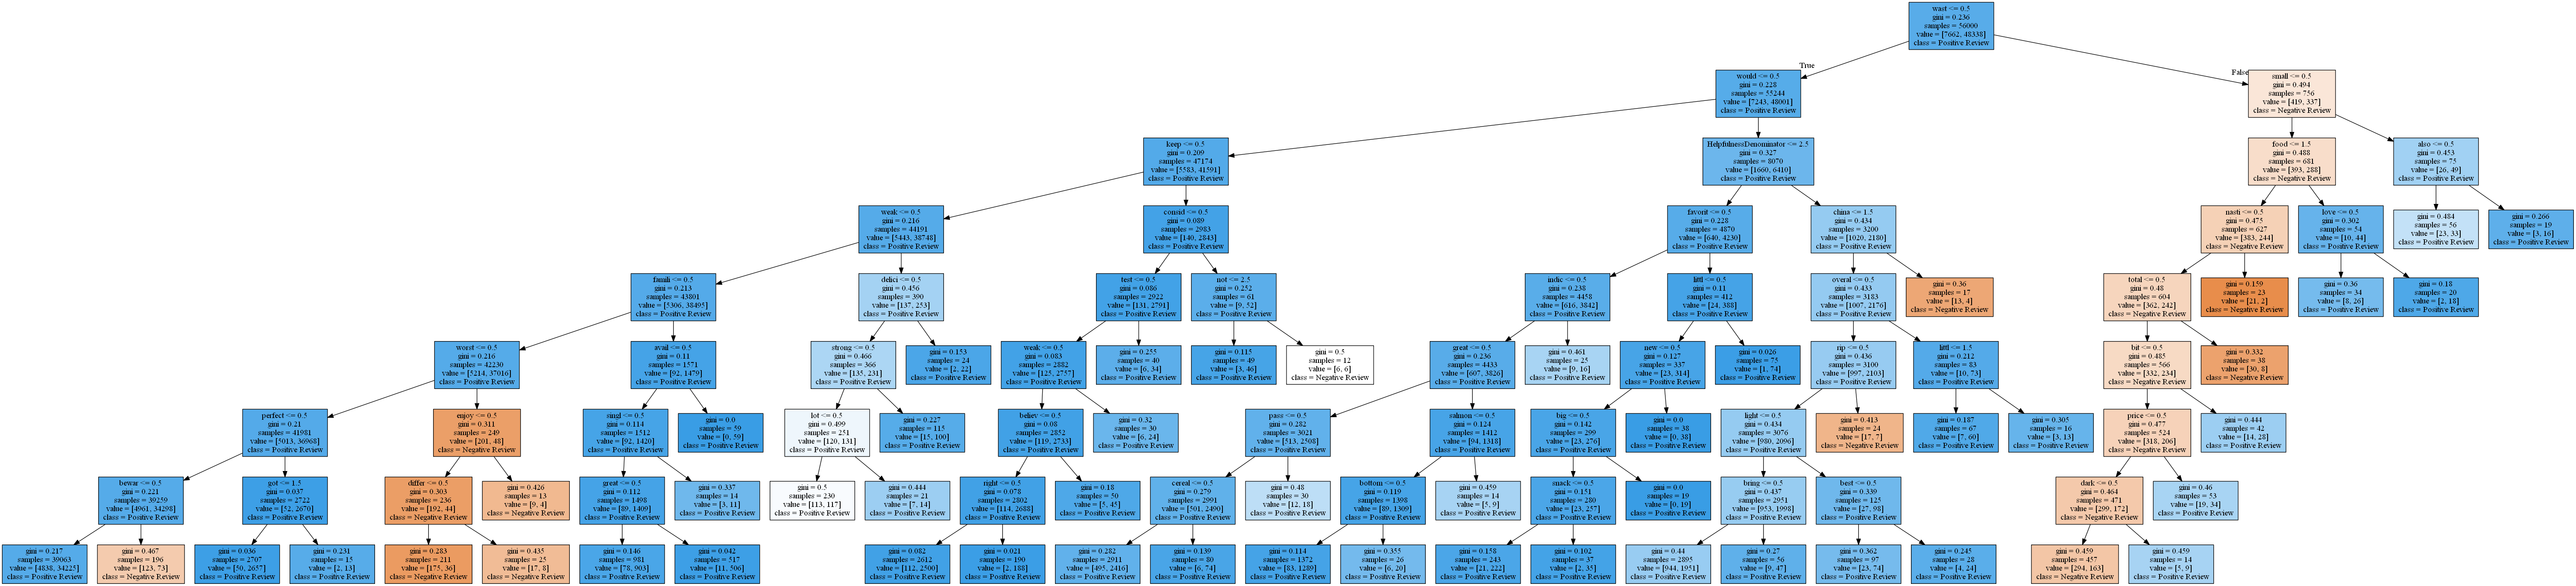 wast <= 0.5
gini = 0.236
samples = 56000
value = [7662, 48338]
class = Positive Review
True
False
would <= 0.5
gini = 0.228
samples = 55244
value = [7243, 48001]
class = Positive Review
small <= 0.5
gini = 0.494
samples = 756
value = [419, 337]
class = Negative Review
keep <= 0.5
gini = 0.209
samples = 47174
value = [5583, 41591]
class = Positive Review
HelpfulnessDenominator <= 2.5
gini = 0.327
samples = 8070
value = [1660, 6410]
class = Positive Review
food <= 1.5
gini = 0.488
samples = 681
value = [393, 288]
class = Negative Review
also <= 0.5
gini = 0.453
samples = 75
value = [26, 49]
class = Positive Review
weak <= 0.5
gini = 0.216
samples = 44191
value = [5443, 38748]
class = Positive Review
consid <= 0.5
gini = 0.089
samples = 2983
value = [140, 2843]
class = Positive Review
favorit <= 0.5
gini = 0.228
samples = 4870
value = [640, 4230]
class = Positive Review
china <= 1.5
gini = 0.434
samples = 3200
value = [1020, 2180]
class = Positive Review
nasti <= 0.5
gini = 0.475
samples = 627
value = [383, 244]
class = Negative Review
love <= 0.5
gini = 0.302
samples = 54
value = [10, 44]
class = Positive Review
gini = 0.484
samples = 56
value = [23, 33]
class = Positive Review
gini = 0.266
samples = 19
value = [3, 16]
class = Positive Review
famili <= 0.5
gini = 0.213
samples = 43801
value = [5306, 38495]
class = Positive Review
delici <= 0.5
gini = 0.456
samples = 390
value = [137, 253]
class = Positive Review
test <= 0.5
gini = 0.086
samples = 2922
value = [131, 2791]
class = Positive Review
not <= 2.5
gini = 0.252
samples = 61
value = [9, 52]
class = Positive Review
indic <= 0.5
gini = 0.238
samples = 4458
value = [616, 3842]
class = Positive Review
littl <= 0.5
gini = 0.11
samples = 412
value = [24, 388]
class = Positive Review
overal <= 0.5
gini = 0.433
samples = 3183
value = [1007, 2176]
class = Positive Review
gini = 0.36
samples = 17
value = [13, 4]
class = Negative Review
total <= 0.5
gini = 0.48
samples = 604
value = [362, 242]
class = Negative Review
gini = 0.159
samples = 23
value = [21, 2]
class = Negative Review
gini = 0.36
samples = 34
value = [8, 26]
class = Positive Review
gini = 0.18
samples = 20
value = [2, 18]
class = Positive Review
worst <= 0.5
gini = 0.216
samples = 42230
value = [5214, 37016]
class = Positive Review
avail <= 0.5
gini = 0.11
samples = 1571
value = [92, 1479]
class = Positive Review
strong <= 0.5
gini = 0.466
samples = 366
value = [135, 231]
class = Positive Review
gini = 0.153
samples = 24
value = [2, 22]
class = Positive Review
weak <= 0.5
gini = 0.083
samples = 2882
value = [125, 2757]
class = Positive Review
gini = 0.255
samples = 40
value = [6, 34]
class = Positive Review
gini = 0.115
samples = 49
value = [3, 46]
class = Positive Review
gini = 0.5
samples = 12
value = [6, 6]
class = Negative Review
great <= 0.5
gini = 0.236
samples = 4433
value = [607, 3826]
class = Positive Review
gini = 0.461
samples = 25
value = [9, 16]
class = Positive Review
new <= 0.5
gini = 0.127
samples = 337
value = [23, 314]
class = Positive Review
gini = 0.026
samples = 75
value = [1, 74]
class = Positive Review
rip <= 0.5
gini = 0.436
samples = 3100
value = [997, 2103]
class = Positive Review
littl <= 1.5
gini = 0.212
samples = 83
value = [10, 73]
class = Positive Review
bit <= 0.5
gini = 0.485
samples = 566
value = [332, 234]
class = Negative Review
gini = 0.332
samples = 38
value = [30, 8]
class = Negative Review
perfect <= 0.5
gini = 0.21
samples = 41981
value = [5013, 36968]
class = Positive Review
enjoy <= 0.5
gini = 0.311
samples = 249
value = [201, 48]
class = Negative Review
singl <= 0.5
gini = 0.114
samples = 1512
value = [92, 1420]
class = Positive Review
gini = 0.0
samples = 59
value = [0, 59]
class = Positive Review
lot <= 0.5
gini = 0.499
samples = 251
value = [120, 131]
class = Positive Review
gini = 0.227
samples = 115
value = [15, 100]
class = Positive Review
believ <= 0.5
gini = 0.08
samples = 2852
value = [119, 2733]
class = Positive Review
gini = 0.32
samples = 30
value = [6, 24]
class = Positive Review
pass <= 0.5
gini = 0.282
samples = 3021
value = [513, 2508]
class = Positive Review
salmon <= 0.5
gini = 0.124
samples = 1412
value = [94, 1318]
class = Positive Review
big <= 0.5
gini = 0.142
samples = 299
value = [23, 276]
class = Positive Review
gini = 0.0
samples = 38
value = [0, 38]
class = Positive Review
light <= 0.5
gini = 0.434
samples = 3076
value = [980, 2096]
class = Positive Review
gini = 0.413
samples = 24
value = [17, 7]
class = Negative Review
gini = 0.187
samples = 67
value = [7, 60]
class = Positive Review
gini = 0.305
samples = 16
value = [3, 13]
class = Positive Review
price <= 0.5
gini = 0.477
samples = 524
value = [318, 206]
class = Negative Review
gini = 0.444
samples = 42
value = [14, 28]
class = Positive Review
bewar <= 0.5
gini = 0.221
samples = 39259
value = [4961, 34298]
class = Positive Review
got <= 1.5
gini = 0.037
samples = 2722
value = [52, 2670]
class = Positive Review
differ <= 0.5
gini = 0.303
samples = 236
value = [192, 44]
class = Negative Review
gini = 0.426
samples = 13
value = [9, 4]
class = Negative Review
great <= 0.5
gini = 0.112
samples = 1498
value = [89, 1409]
class = Positive Review
gini = 0.337
samples = 14
value = [3, 11]
class = Positive Review
gini = 0.5
samples = 230
value = [113, 117]
class = Positive Review
gini = 0.444
samples = 21
value = [7, 14]
class = Positive Review
right <= 0.5
gini = 0.078
samples = 2802
value = [114, 2688]
class = Positive Review
gini = 0.18
samples = 50
value = [5, 45]
class = Positive Review
cereal <= 0.5
gini = 0.279
samples = 2991
value = [501, 2490]
class = Positive Review
gini = 0.48
samples = 30
value = [12, 18]
class = Positive Review
bottom <= 0.5
gini = 0.119
samples = 1398
value = [89, 1309]
class = Positive Review
gini = 0.459
samples = 14
value = [5, 9]
class = Positive Review
snack <= 0.5
gini = 0.151
samples = 280
value = [23, 257]
class = Positive Review
gini = 0.0
samples = 19
value = [0, 19]
class = Positive Review
bring <= 0.5
gini = 0.437
samples = 2951
value = [953, 1998]
class = Positive Review
best <= 0.5
gini = 0.339
samples = 125
value = [27, 98]
class = Positive Review
dark <= 0.5
gini = 0.464
samples = 471
value = [299, 172]
class = Negative Review
gini = 0.46
samples = 53
value = [19, 34]
class = Positive Review
gini = 0.217
samples = 39063
value = [4838, 34225]
class = Positive Review
gini = 0.467
samples = 196
value = [123, 73]
class = Negative Review
gini = 0.036
samples = 2707
value = [50, 2657]
class = Positive Review
gini = 0.231
samples = 15
value = [2, 13]
class = Positive Review
gini = 0.283
samples = 211
value = [175, 36]
class = Negative Review
gini = 0.435
samples = 25
value = [17, 8]
class = Negative Review
gini = 0.146
samples = 981
value = [78, 903]
class = Positive Review
gini = 0.042
samples = 517
value = [11, 506]
class = Positive Review
gini = 0.082
samples = 2612
value = [112, 2500]
class = Positive Review
gini = 0.021
samples = 190
value = [2, 188]
class = Positive Review
gini = 0.282
samples = 2911
value = [495, 2416]
class = Positive Review
gini = 0.139
samples = 80
value = [6, 74]
class = Positive Review
gini = 0.114
samples = 1372
value = [83, 1289]
class = Positive Review
gini = 0.355
samples = 26
value = [6, 20]
class = Positive Review
gini = 0.158
samples = 243
value = [21, 222]
class = Positive Review
gini = 0.102
samples = 37
value = [2, 35]
class = Positive Review
gini = 0.44
samples = 2895
value = [944, 1951]
class = Positive Review
gini = 0.27
samples = 56
value = [9, 47]
class = Positive Review
gini = 0.362
samples = 97
value = [23, 74]
class = Positive Review
gini = 0.245
samples = 28
value = [4, 24]
class = Positive Review
gini = 0.459
samples = 457
value = [294, 163]
class = Negative Review
gini = 0.459
samples = 14
value = [5, 9]
class = Positive Review